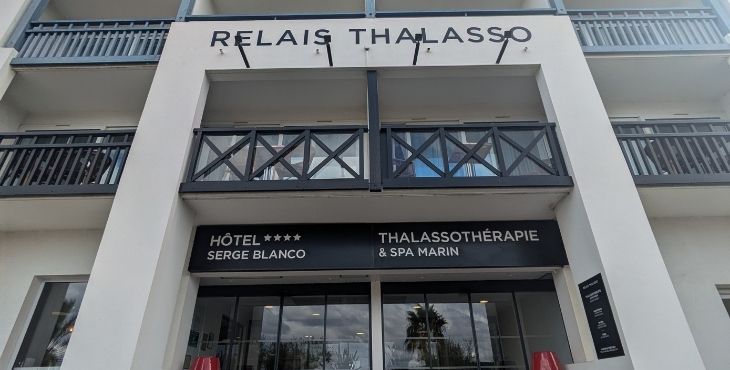 RELAIS THALASSO
HÔTEL ****
SERGE BLANCO
THALASSOTHÉRAPIE
& SPA MARIN